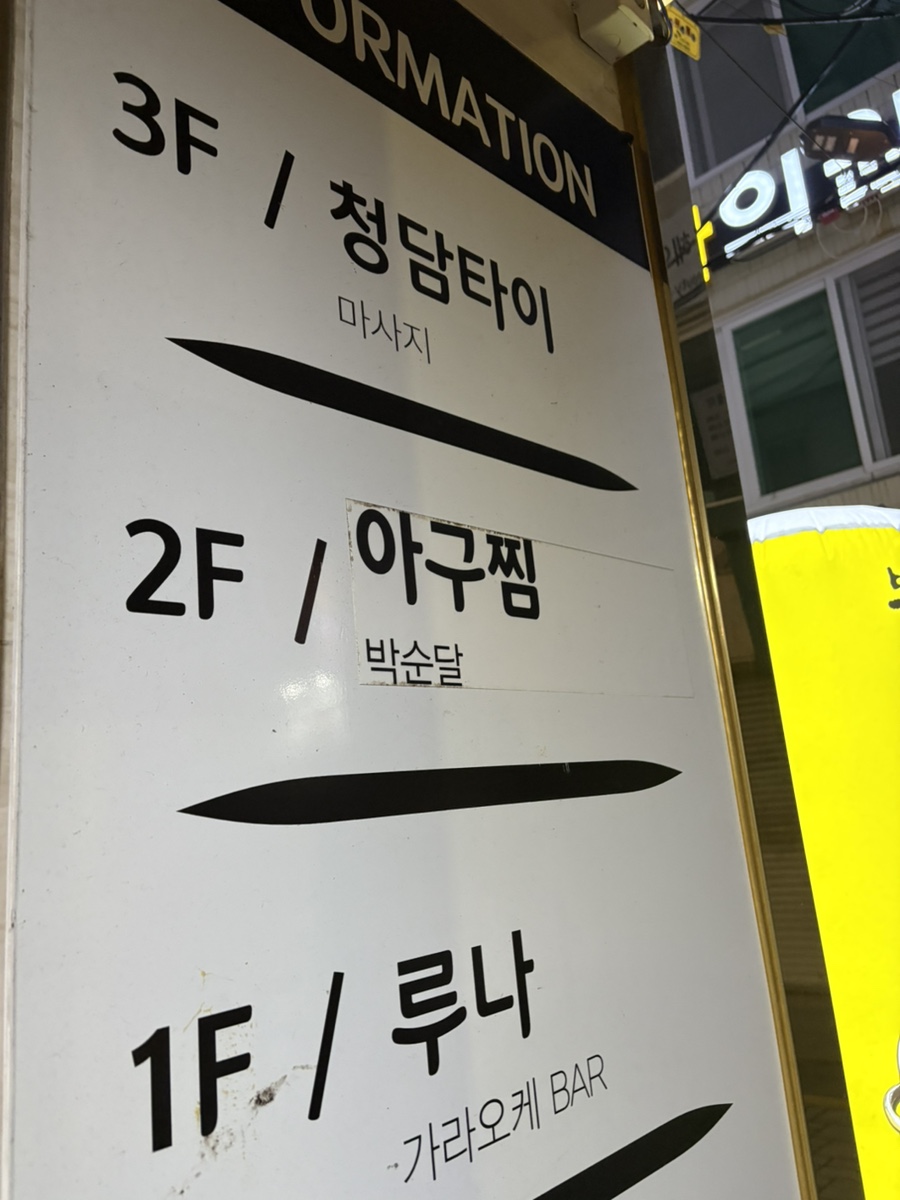 ORMATION
3F / 청담타이
마사지
2F / 아구찜
박순달
1F / 루나
가라오케 BAR
의